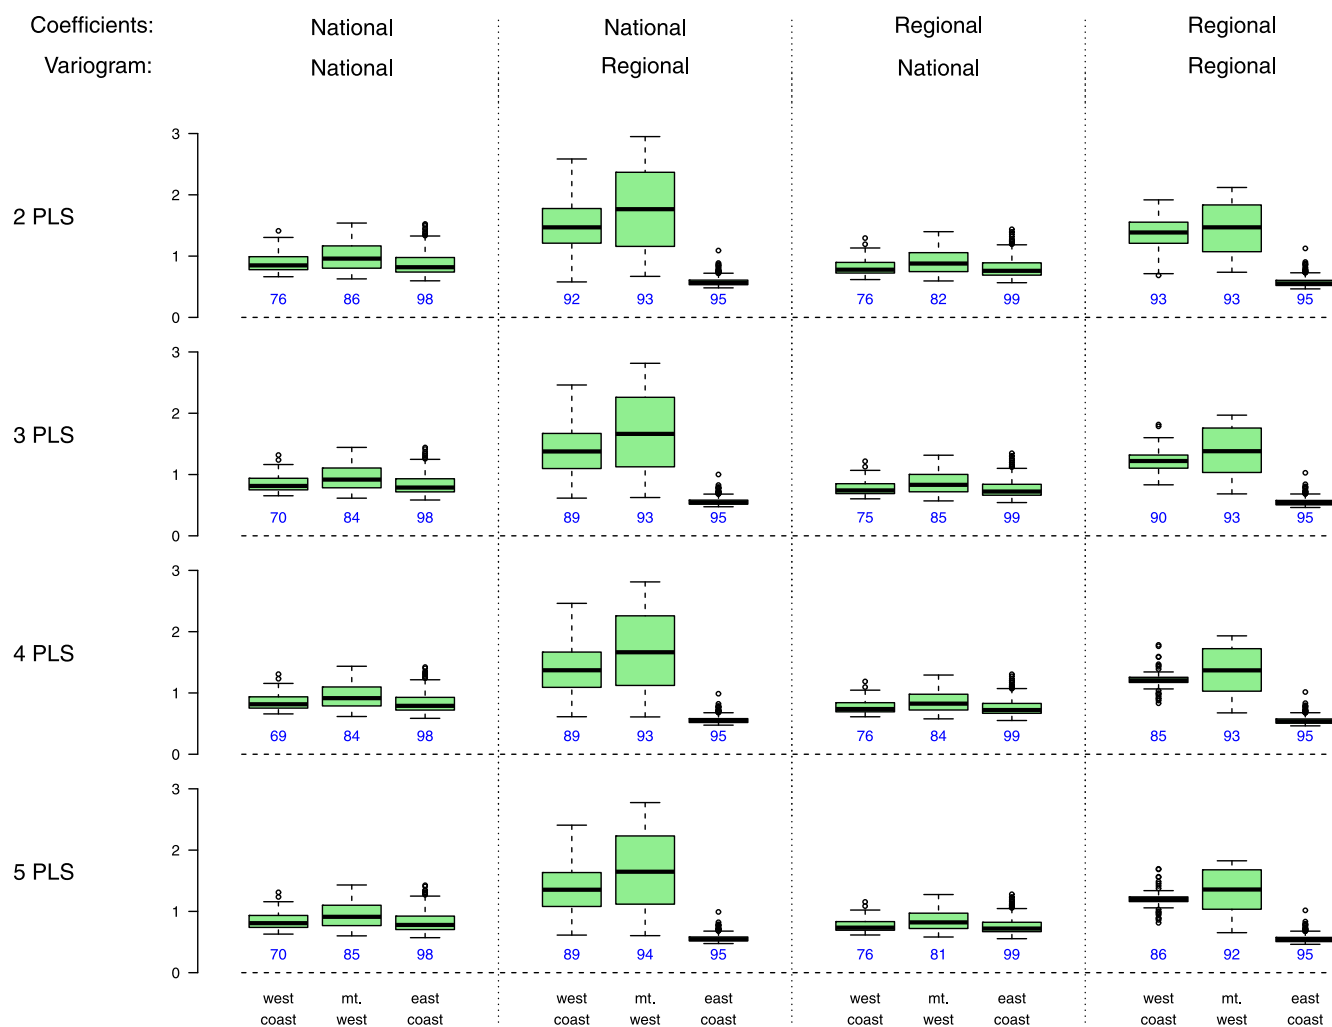 Coefficients: National National Regional Regional
Variogram: National Regional National Regional
3
2 PLS
2
1
76 86 98 92 93 95 76 82 99 93 93 95
0
3
3 PLS
2
1
70 84 98 89 93 95 75 85 99 90 93 95
0
3
4 PLS
2
1
69 84 98 89 93 95 76 84 99 85 93 95
0
3
5 PLS
2
1
70 85 98 89 94 95 76 81 99 86 92 95
0
west mt. east west mt. east west mt. east west mt. east
coast west coast coast west coast coast west coast coast west coast